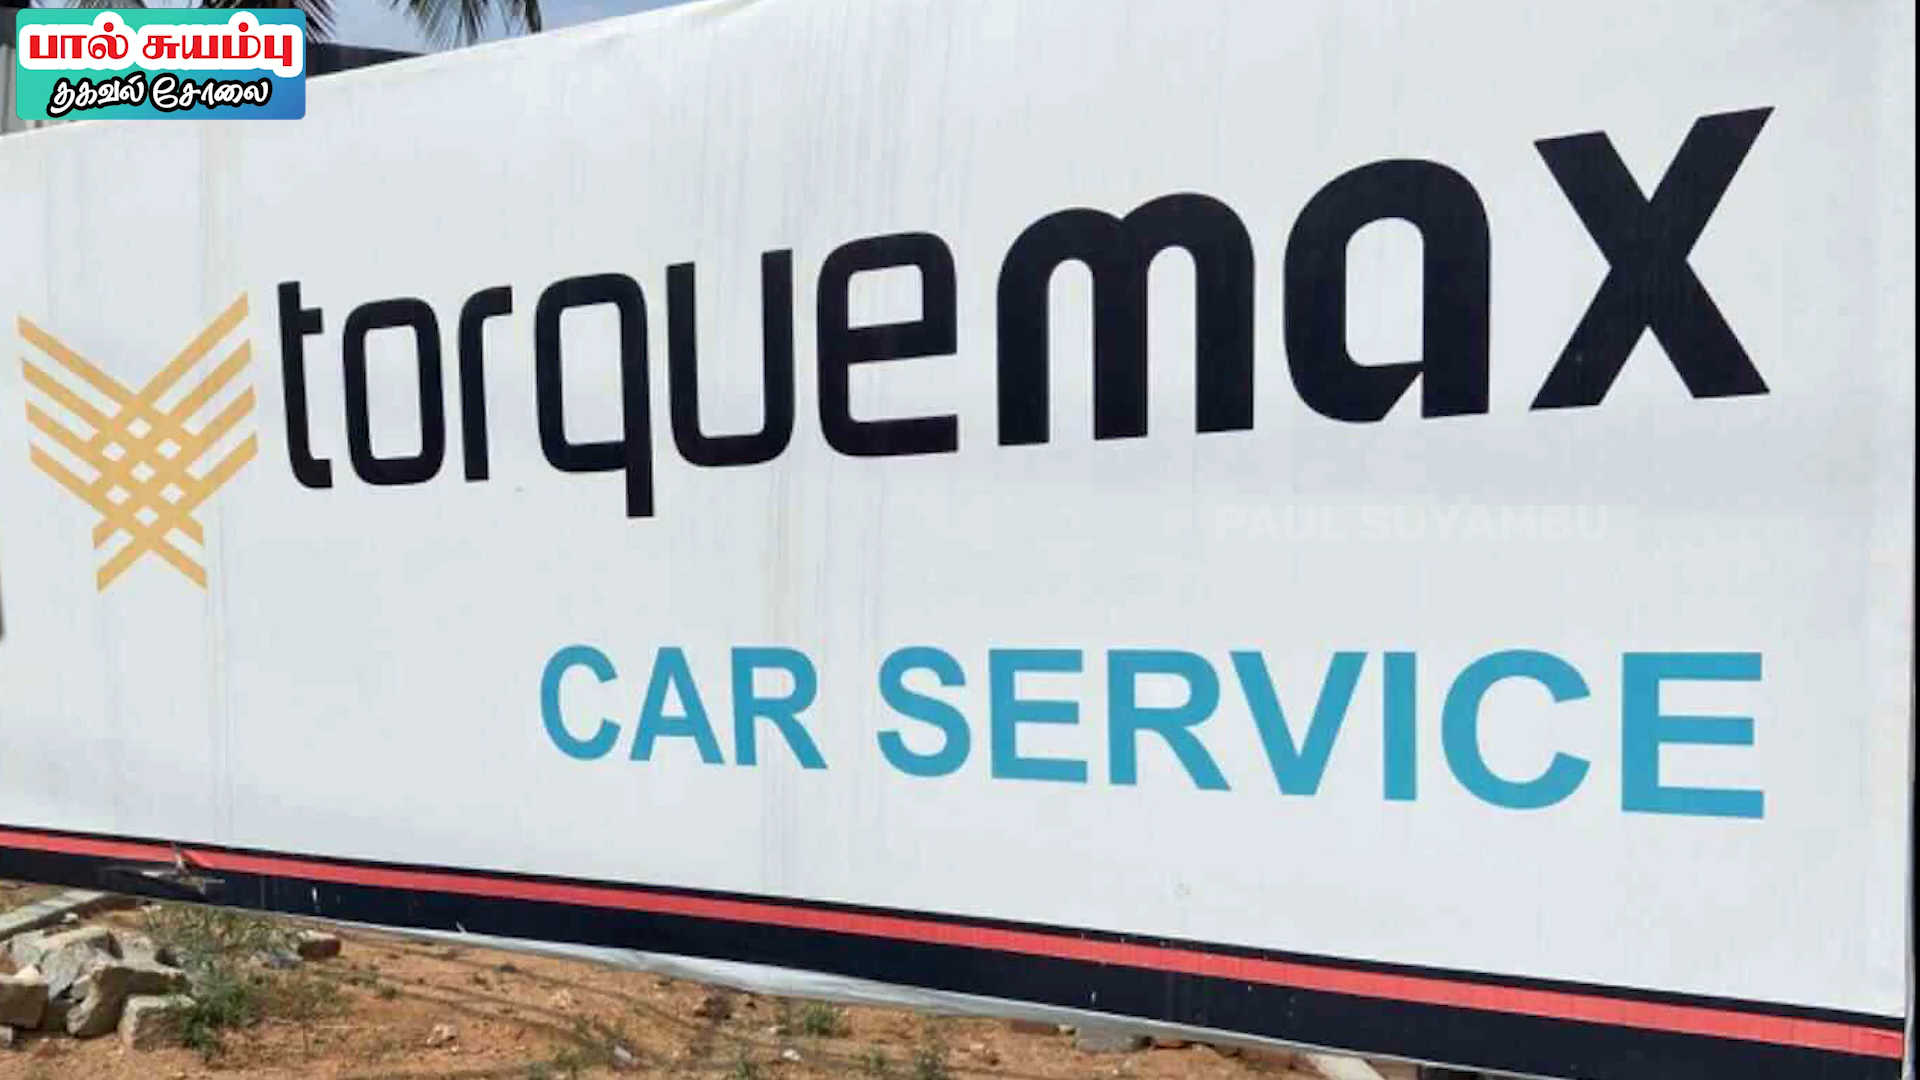 பால் சுயம்பு
தகவல் சோலை
torquemax
PAUL SUYAMBU
CAR SERVICE